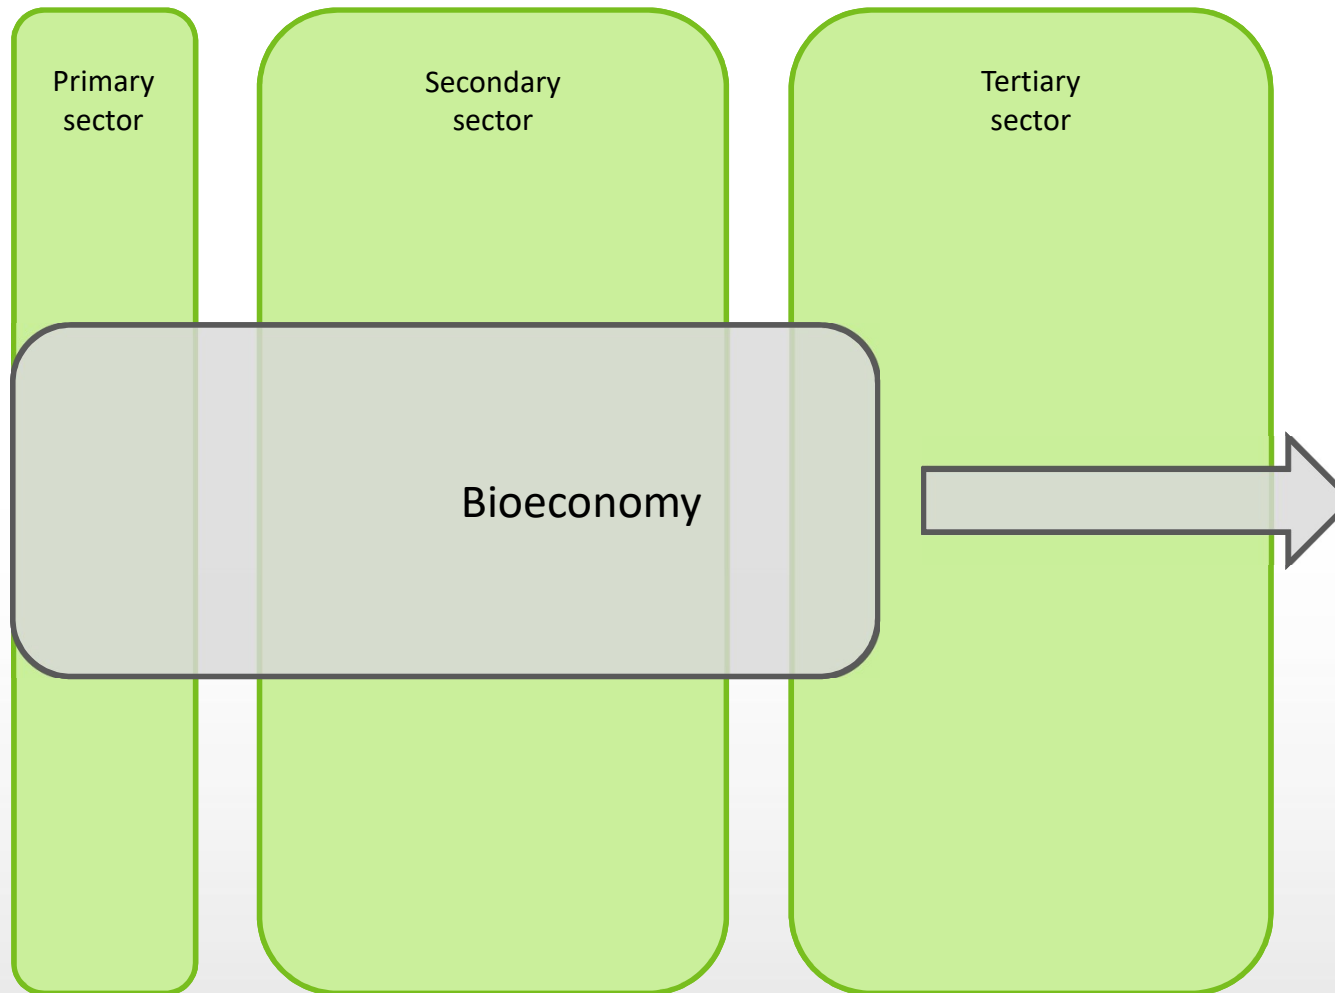 Primary
sector
Secondary
sector
Tertiary
sector
Bioeconomy